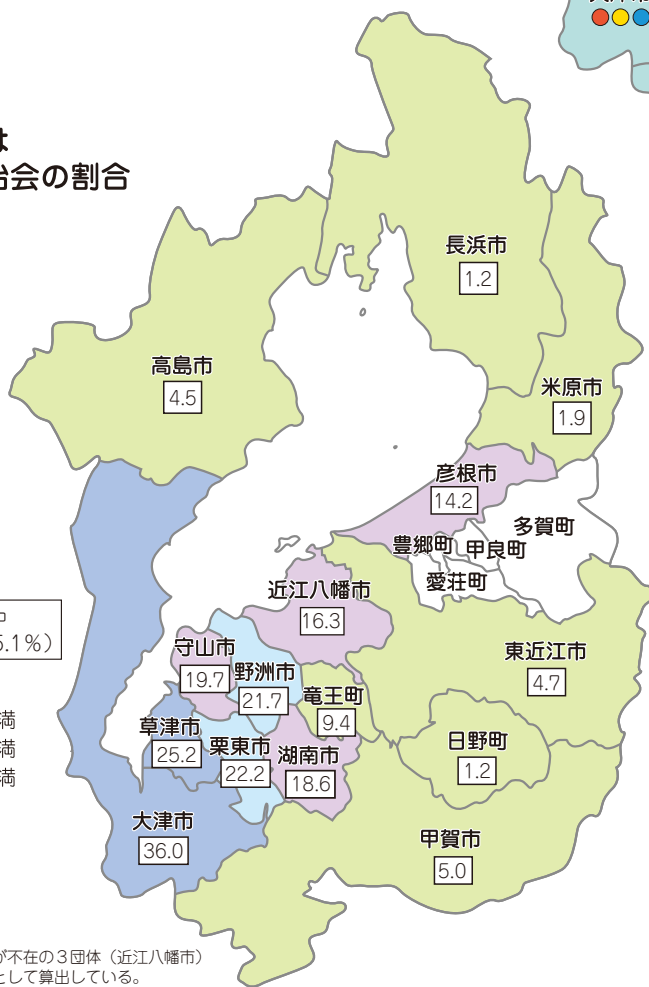 は
治会の割合
長浜市
1.2
高島市
4.5
米原市
1.9
彦根市
14.2
多賀町
豊郷町
甲良町
愛荘町
近江八幡市
16.3
5.1%）
守山市
19.7
野洲市
21.7
東近江市
4.7
竜王町
9.4
満
満
満
草津市
25.2
栗東市
22.2
湖南市
18.6
日野町
1.2
大津市
36.0
甲賀市
5.0
が不在の３団体（近江八幡市）
として算出している。